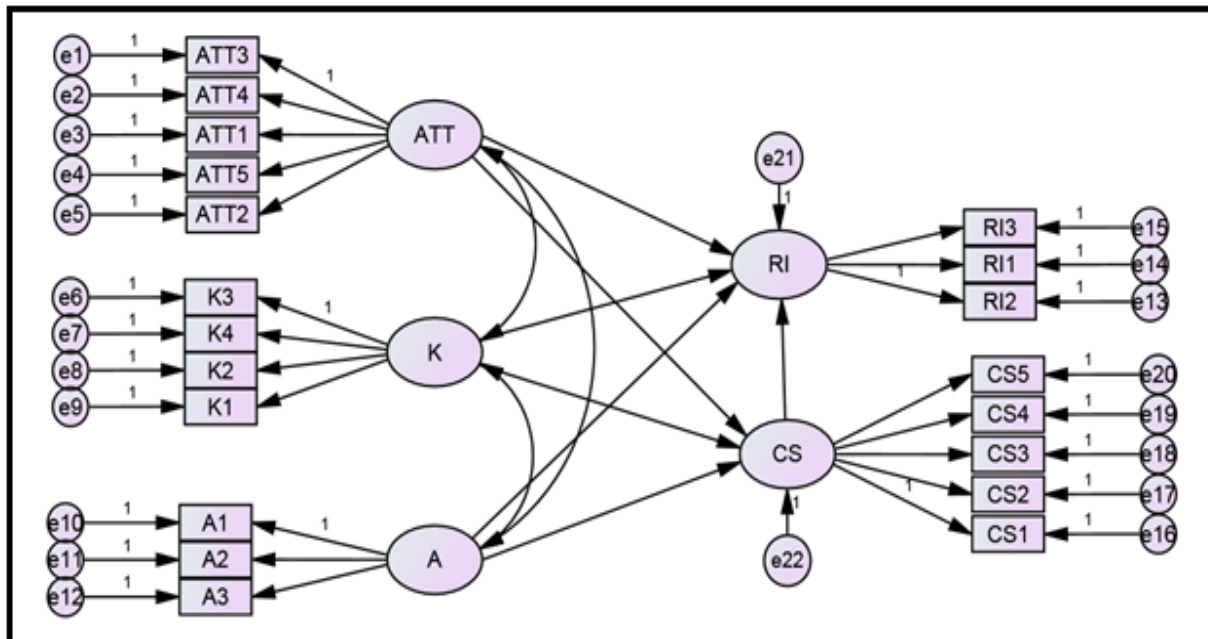 e1 1 ATT3
e2 1 ATT4 1
e3 1 ATT1 ATT
e4 1 ATT5
e5 1 ATT2
e6 1 K3 1
e7 1 K4
e8 1 K2 K
e9 1 K1
e10 1 A1 1
e11 1 A2 A
e12 1 A3
e21
1
RI
RI3 1 e15
1 RI1 1 e14
RI2 1 e13
CS
1
e22
CS5 1 e20
CS4 1 e19
CS3 1 e18
1 CS2 1 e17
CS1 1 e16